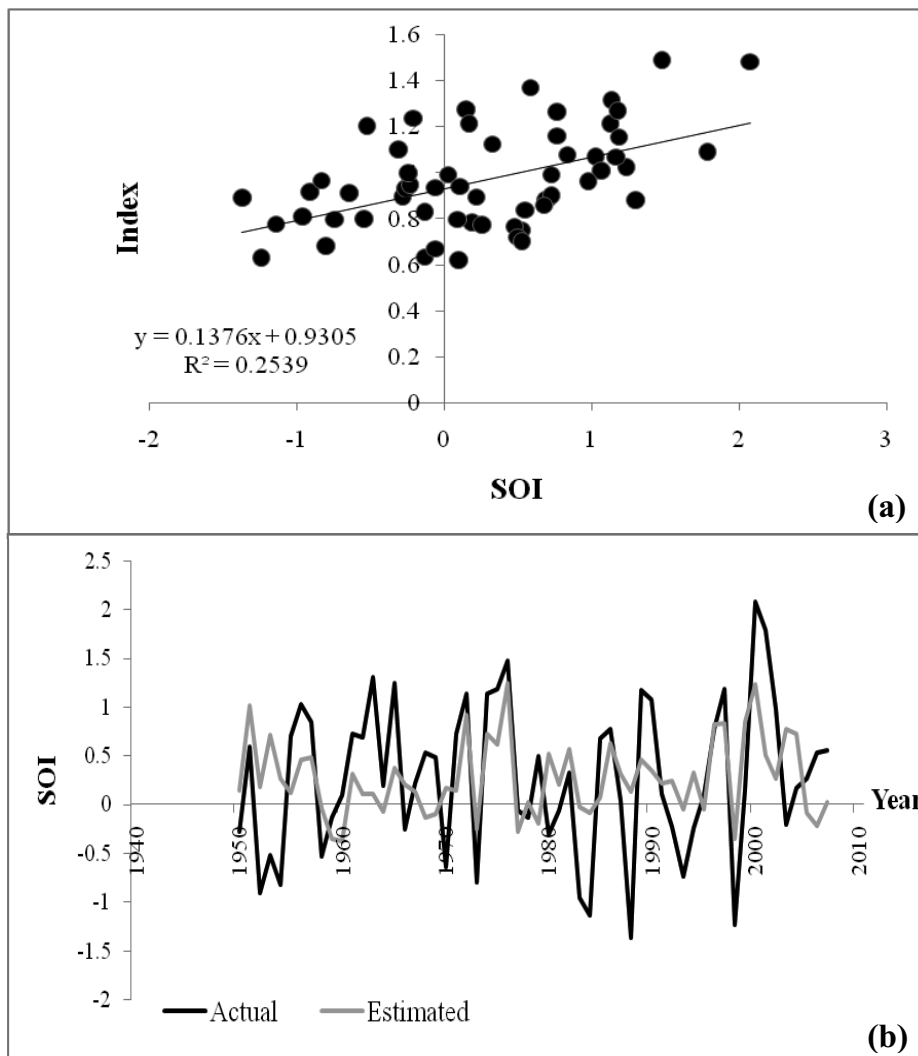 1.6
1.4
1.2
1
0.8
0.6
0.4
0.2
0
Index
y = 0.1376x + 0.9305
R² = 0.2539
-2 -1 0 1 2 3
SOI
(a)
2.5
2
1.5
1
0.5
0
-0.5
-1
-1.5
-2
SOI
1940 1950 1960 1970 1980 1990 2000 2010
Year
Actual Estimated
(b)